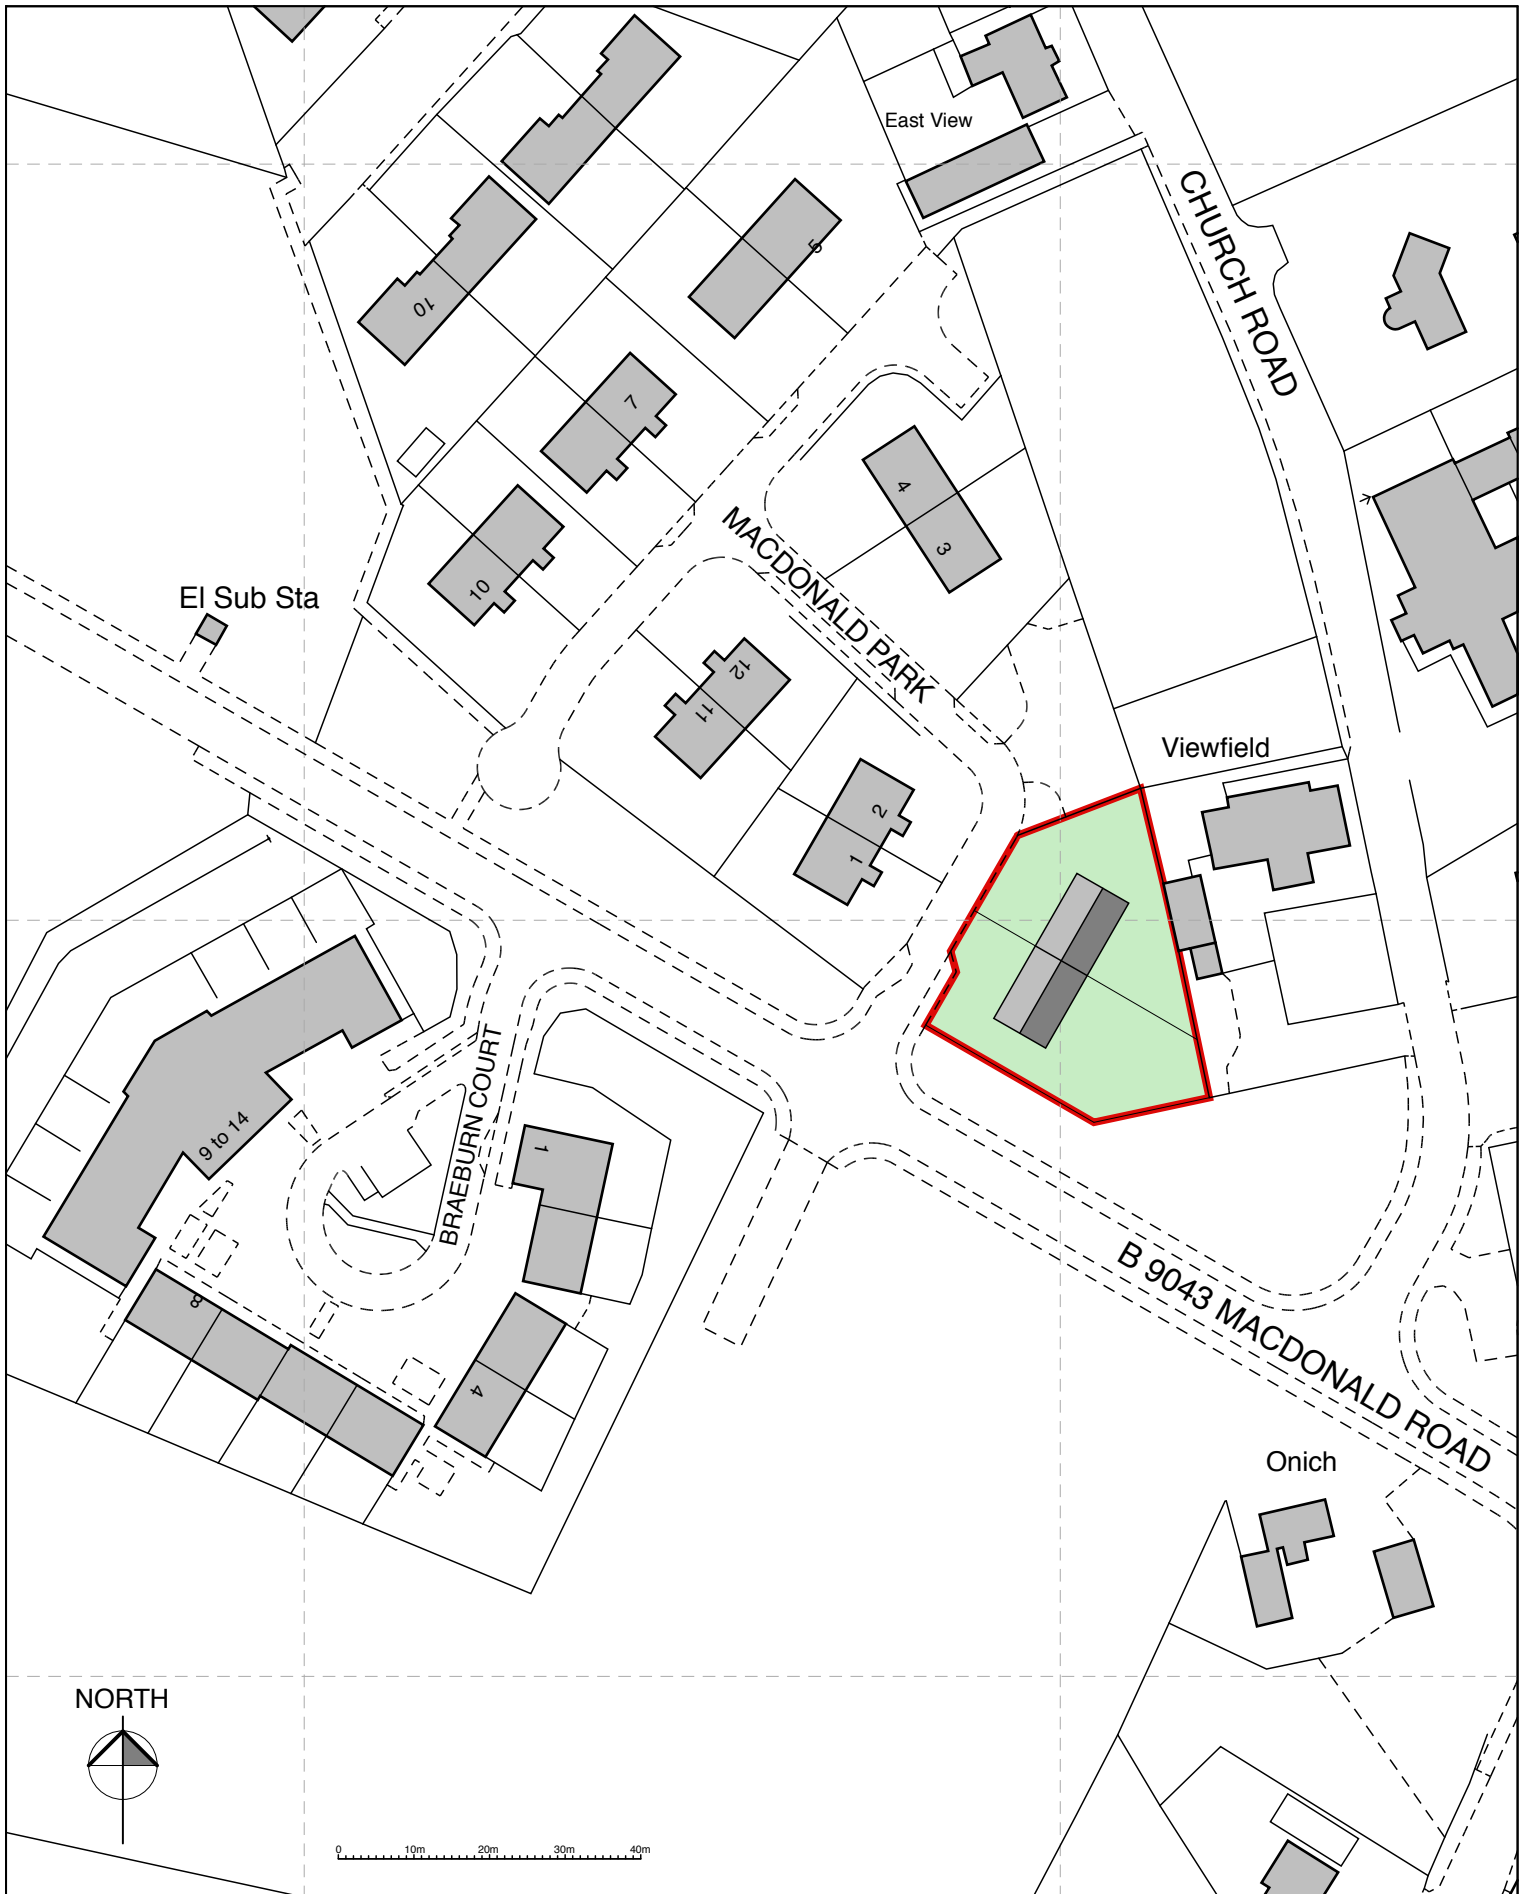 East View
CHURCH ROAD
5
10
7
4
3
MACDONALD PARK
10
El Sub Sta
12
11
Viewfield
2
1
BRAEBURN COURT
9 to 14
1
B 9043 MACDONALD ROAD
8
4
Onich
NORTH
0 10m 20m 30m 40m